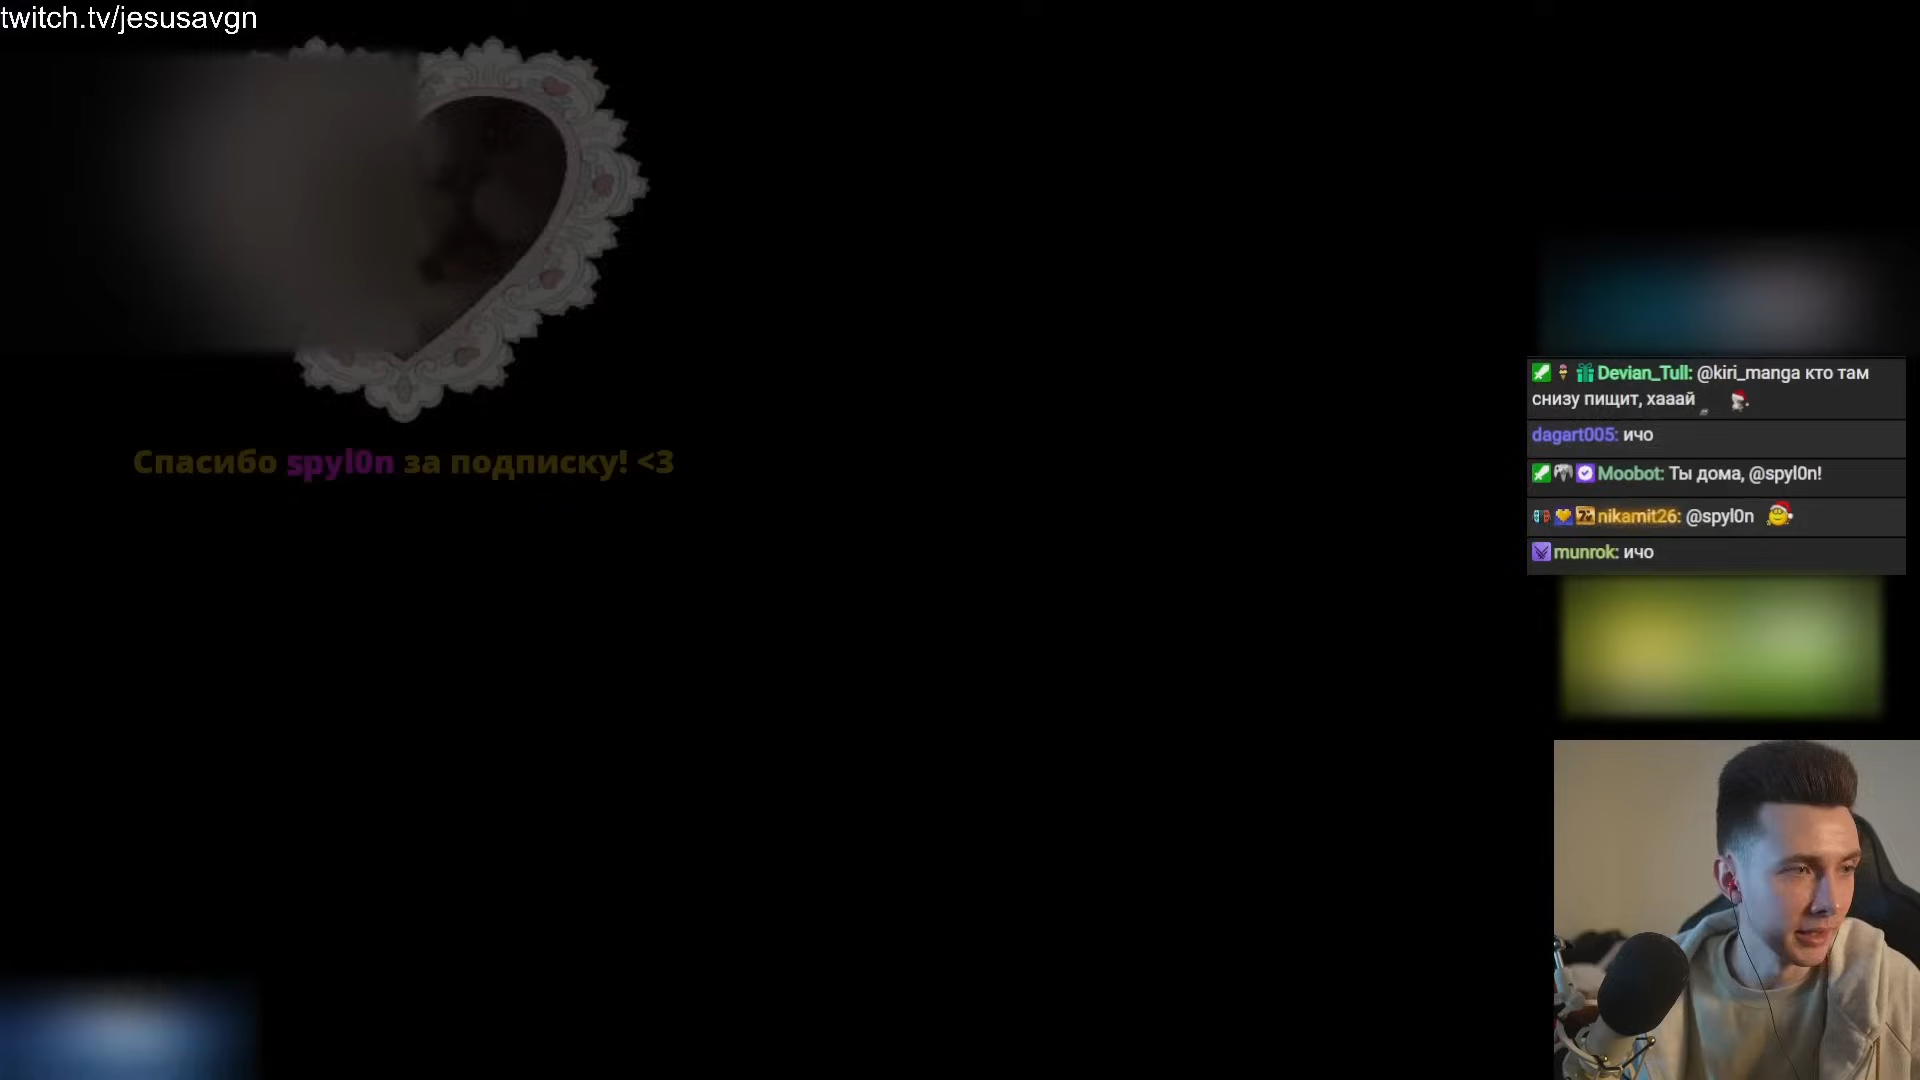 twitch.tv/jesusavgn
Спасибо spyl0n за подписку! <3
Devian_Tull: @kiri_manga кто там
снизу пищит, хааай
dagart005: ичо
Moobot: Ты дома, @spyl0n!
nikamit26: @spyl0n
munrok: ичо